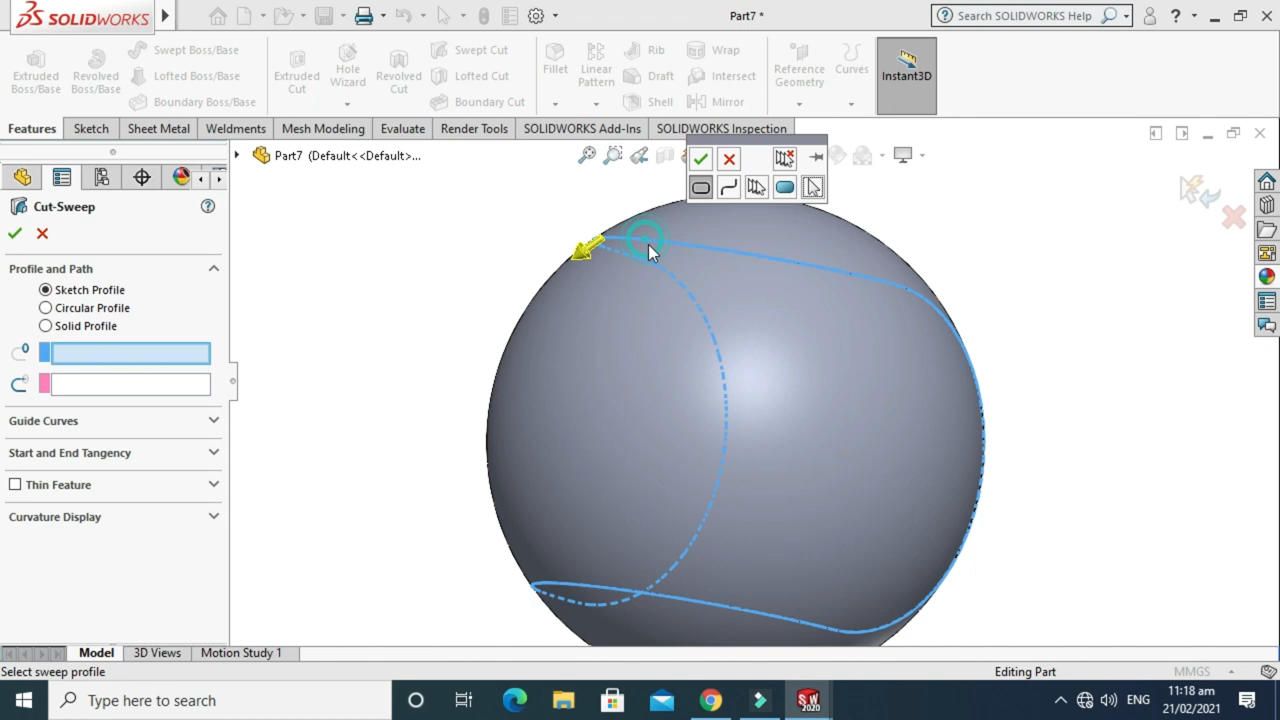 SOLIDWORKS
Part7 *
Search SOLIDWORKS Help
Extruded Boss/Base
Revolved Boss/Base
Swept Boss/Base
Lofted Boss/Base
Boundary Boss/Base
Extruded Cut
Hole Wizard
Revolved Cut
Swept Cut
Lofted Cut
Boundary Cut
Fillet
Linear Pattern
Rib
Draft
Shell
Wrap
Intersect
Mirror
Reference Geometry
Curves
Instant3D
Features Sketch Sheet Metal Weldments Mesh Modeling Evaluate Render Tools SOLIDWORKS Add-Ins SOLIDWORKS Inspection
Part7 (Default<<Default>...
Cut-Sweep
Profile and Path
Sketch Profile
Circular Profile
Solid Profile
Guide Curves
Start and End Tangency
Thin Feature
Curvature Display
Model 3D Views Motion Study 1
Select sweep profile
Editing Part
MMGS
Type here to search
SW
2020
ENG
11:18 am
21/02/2021